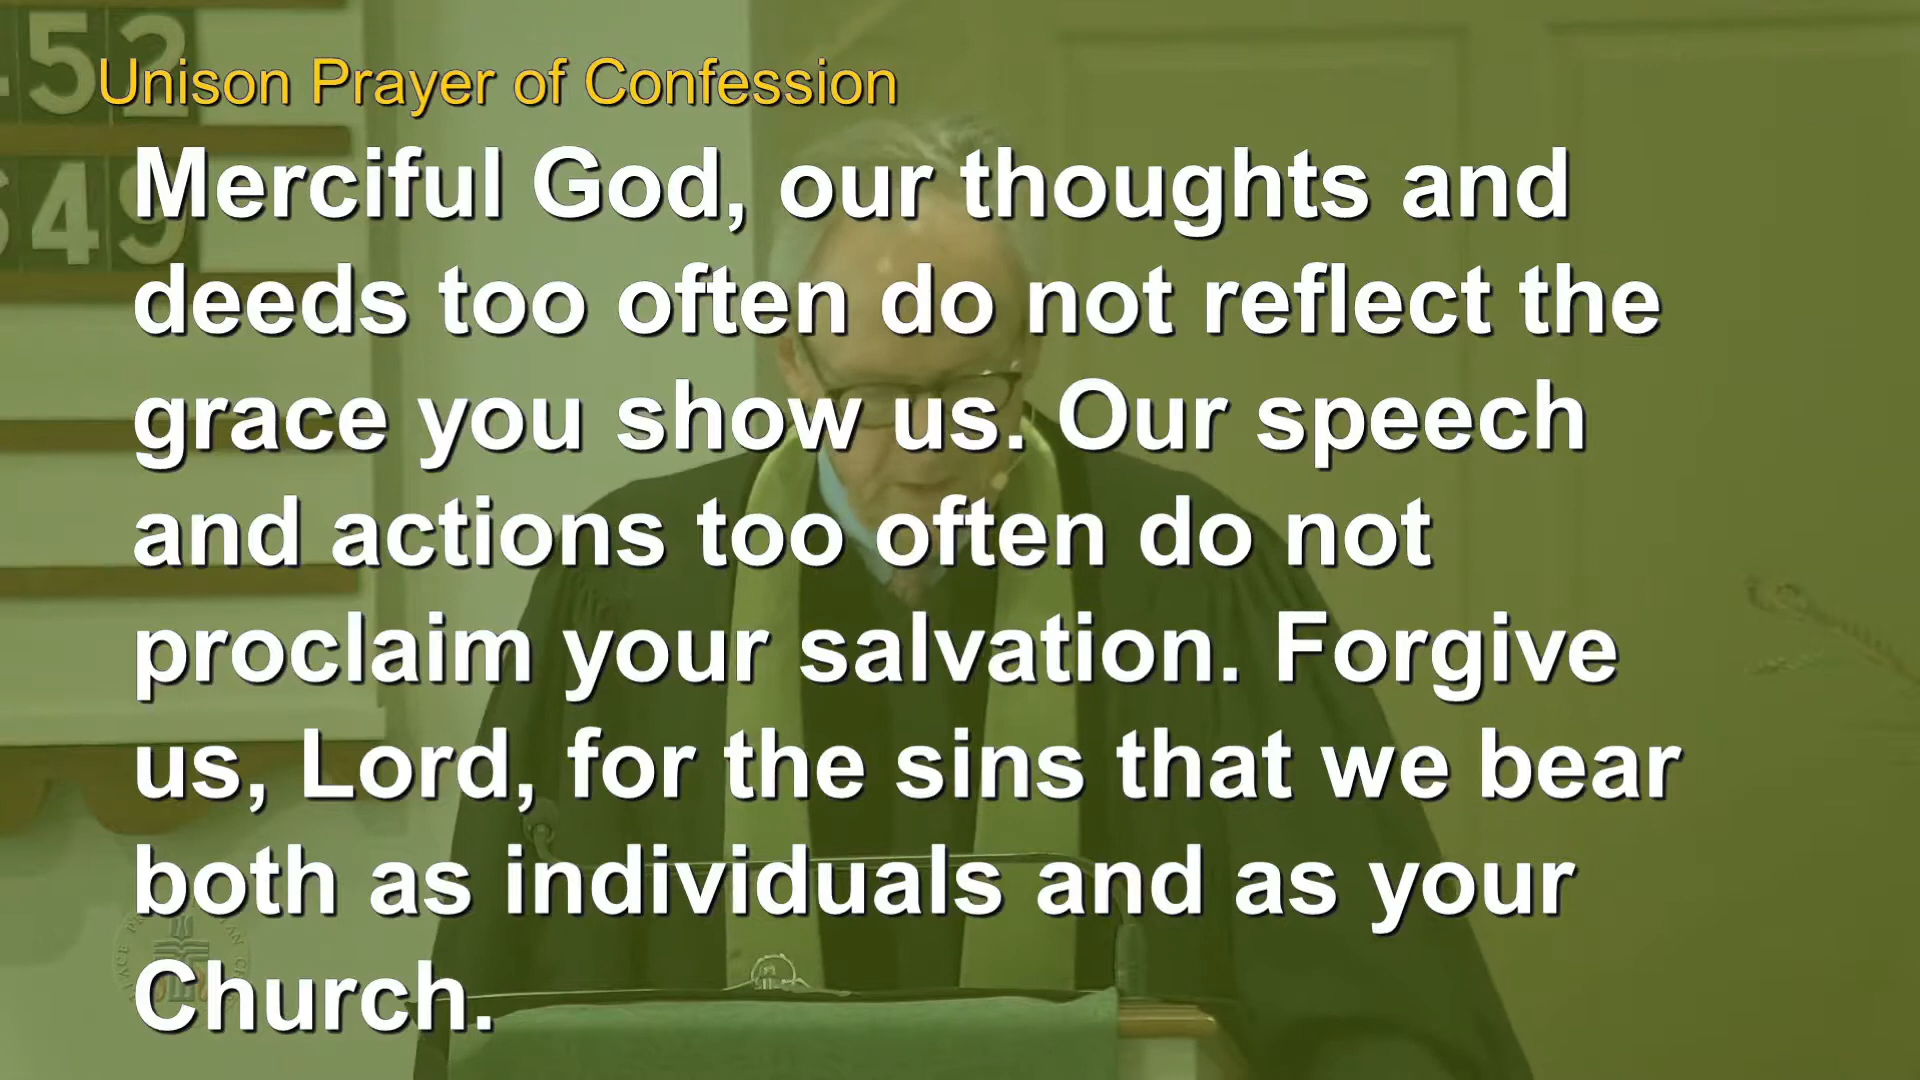 52
Unison Prayer of Confession
649
Merciful God, our thoughts and
deeds too often do not reflect the
grace you show us. Our speech
and actions too often do not
proclaim your salvation. Forgive
us, Lord, for the sins that we bear
both as individuals and as your
Church.